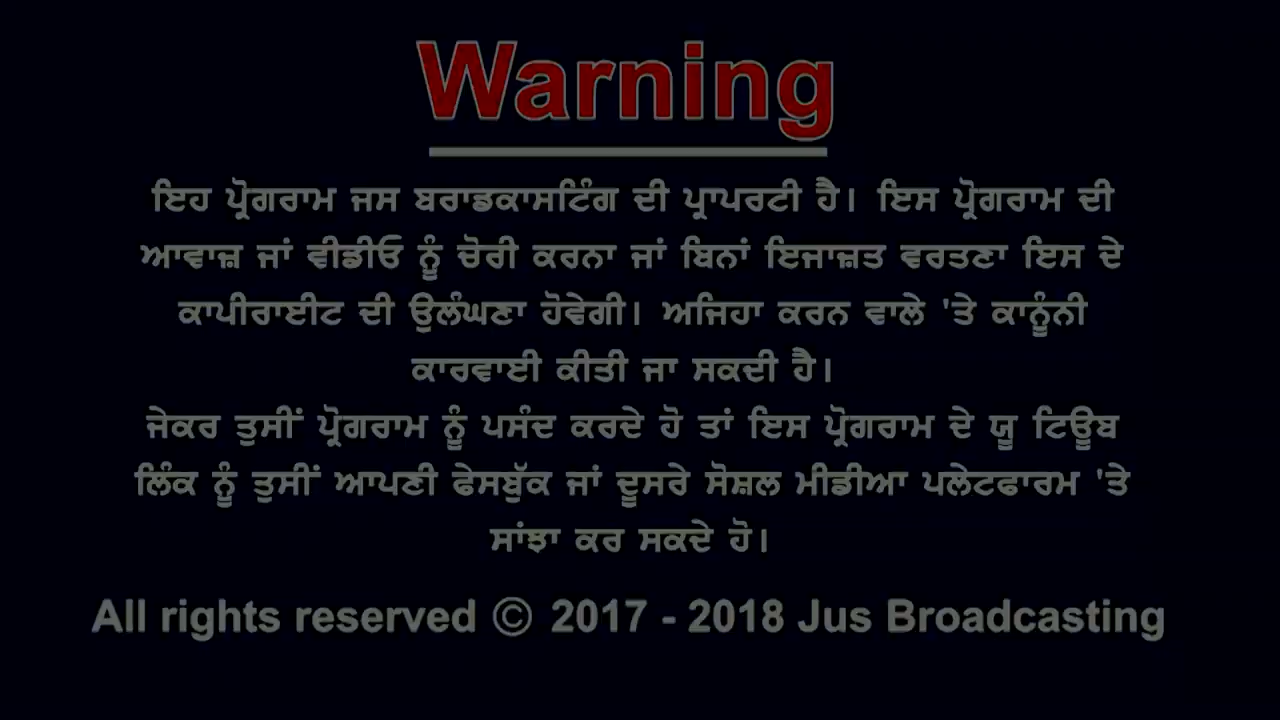 Warning
ਇਹ ਪ੍ਰੋਗਰਾਮ ਜਸ ਬਰਾਡਕਾਸਟਿੰਗ ਦੀ ਪ੍ਰਾਪਰਟੀ ਹੈ। ਇਸ ਪ੍ਰੋਗਰਾਮ ਦੀ
ਆਵਾਜ਼ ਜਾਂ ਵੀਡੀਓ ਨੂੰ ਚੋਰੀ ਕਰਨਾ ਜਾਂ ਬਿਨਾਂ ਇਜਾਜ਼ਤ ਵਰਤਣਾ ਇਸ ਦੇ
ਕਾਪੀਰਾਈਟ ਦੀ ਉਲੰਘਣਾ ਹੋਵੇਗੀ। ਅਜਿਹਾ ਕਰਨ ਵਾਲੇ 'ਤੇ ਕਾਨੂੰਨੀ
ਕਾਰਵਾਈ ਕੀਤੀ ਜਾ ਸਕਦੀ ਹੈ।
ਜੇਕਰ ਤੁਸੀਂ ਪ੍ਰੋਗਰਾਮ ਨੂੰ ਪਸੰਦ ਕਰਦੇ ਹੋ ਤਾਂ ਇਸ ਪ੍ਰੋਗਰਾਮ ਦੇ ਯੂ ਟਿਊਬ
ਲਿੰਕ ਨੂੰ ਤੁਸੀਂ ਆਪਣੀ ਫੇਸਬੁੱਕ ਜਾਂ ਦੂਸਰੇ ਸੋਸ਼ਲ ਮੀਡੀਆ ਪਲੇਟਫਾਰਮ 'ਤੇ
ਸਾਂਝਾ ਕਰ ਸਕਦੇ ਹੋ।
All rights reserved © 2017 - 2018 Jus Broadcasting